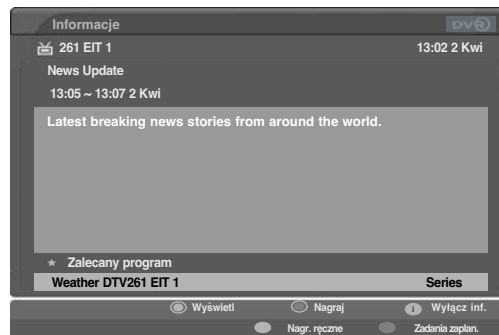 Informacje DVR
261 EIT 1 13:02 2 Kwi
News Update
13:05 ~ 13:07 2 Kwi
Latest breaking news stories from around the world.
Zalecany program
Weather DTV261 EIT 1 Series
Wyświetl Nagraj i Wyłącz inf.
Nagr. ręczne Zadania zaplan.